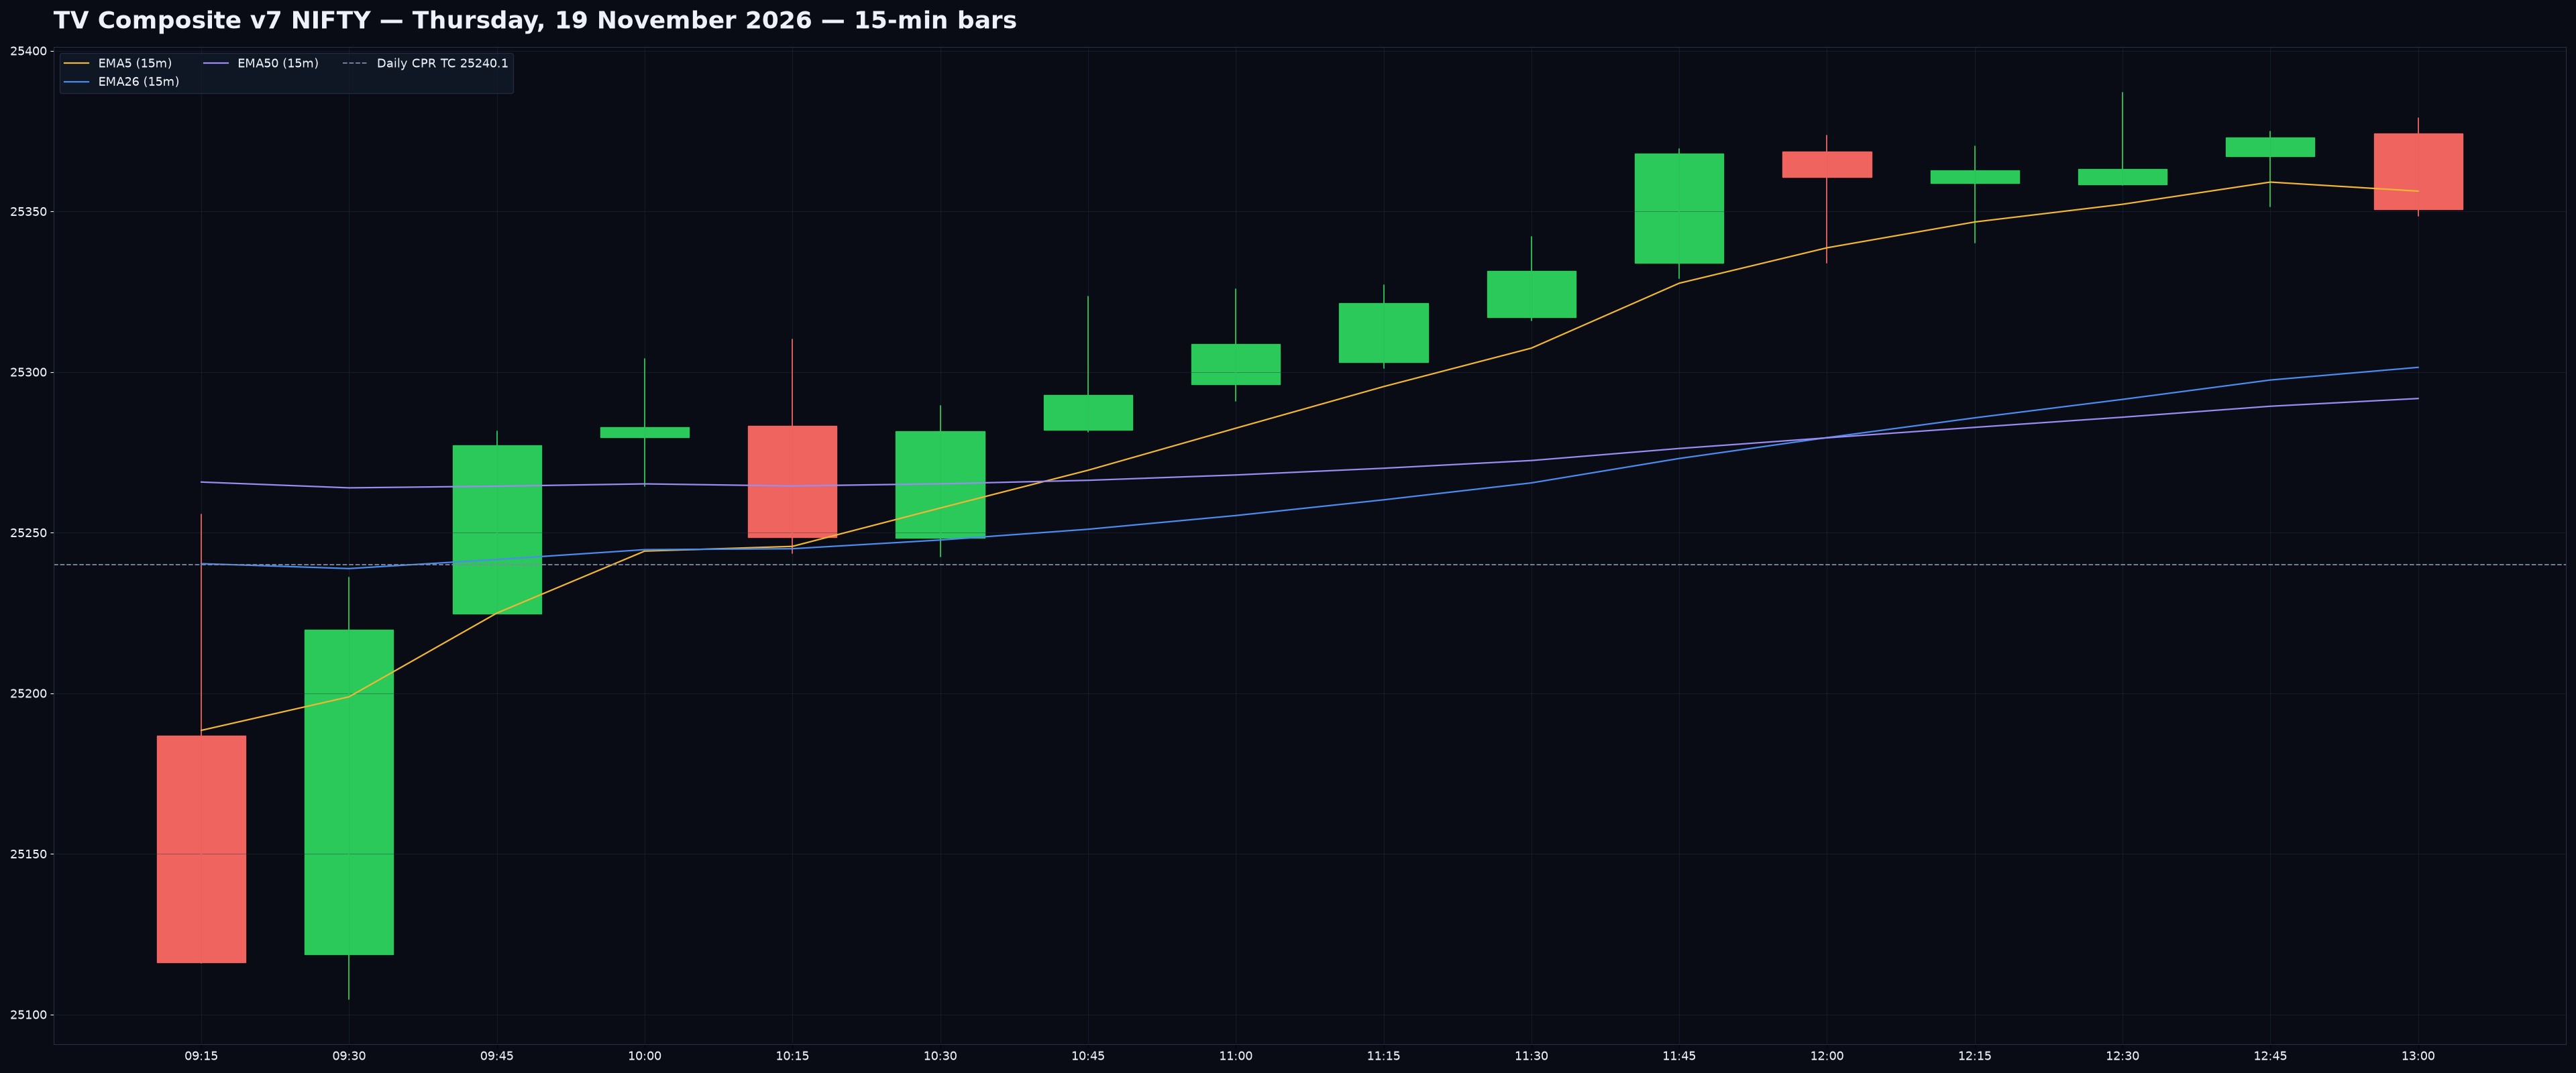 TV Composite v7 NIFTY — Thursday, 19 November 2026 — 15-min bars
EMA5 (15m)
EMA26 (15m)
EMA50 (15m)
Daily CPR TC 25240.1
25400
25350
25300
25250
25200
25150
25100
09:15 09:30 09:45 10:00 10:15 10:30 10:45 11:00 11:15 11:30 11:45 12:00 12:15 12:30 12:45 13:00